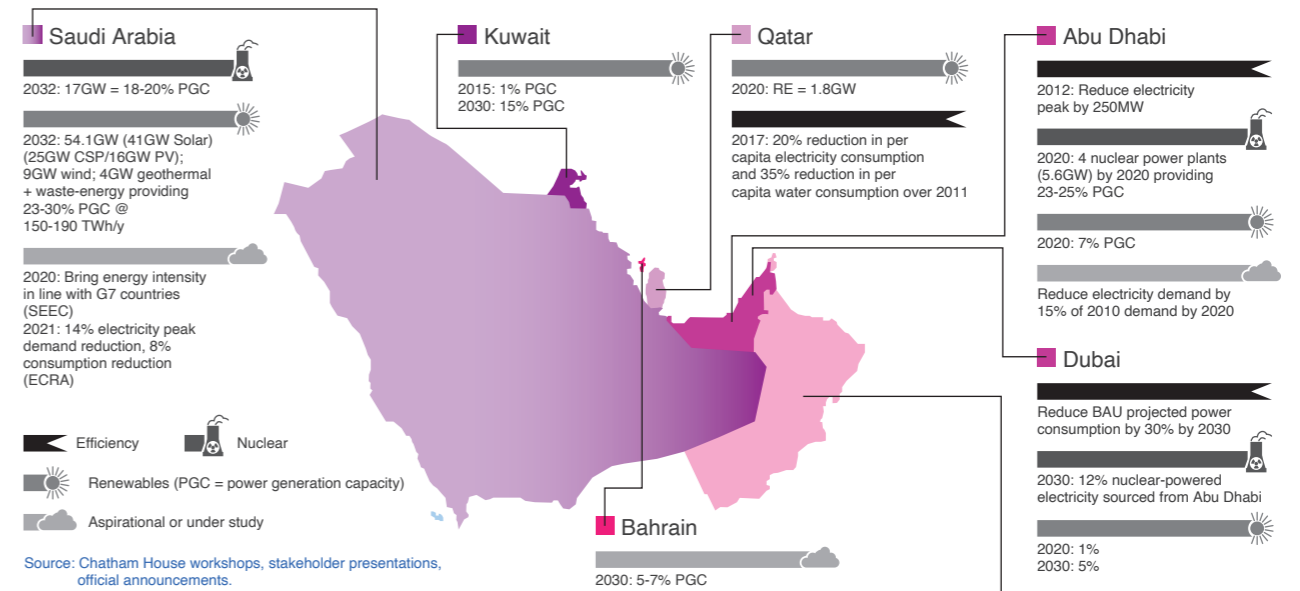 Saudi Arabia
2032: 17GW = 18-20% PGC
2032: 54.1GW (41GW Solar)
(25GW CSP/16GW PV);
9GW wind; 4GW geothermal
+ waste-energy providing
23-30% PGC @
150-190 TWh/y
2020: Bring energy intensity
in line with G7 countries
(SEEC)
2021: 14% electricity peak
demand reduction, 8%
consumption reduction
(ECRA)
Kuwait
2015: 1% PGC
2030: 15% PGC
Qatar
2020: RE = 1.8GW
2017: 20% reduction in per
capita electricity consumption
and 35% reduction in per
capita water consumption over 2011
Abu Dhabi
2012: Reduce electricity
peak by 250MW
2020: 4 nuclear power plants
(5.6GW) by 2020 providing
23-25% PGC
2020: 7% PGC
Reduce electricity demand by
15% of 2010 demand by 2020
Dubai
Reduce BAU projected power
consumption by 30% by 2030
2030: 12% nuclear-powered
electricity sourced from Abu Dhabi
2020: 1%
2030: 5%
Bahrain
2030: 5-7% PGC
Efficiency
Nuclear
Renewables (PGC = power generation capacity)
Aspirational or under study
Source: Chatham House workshops, stakeholder presentations,
official announcements.